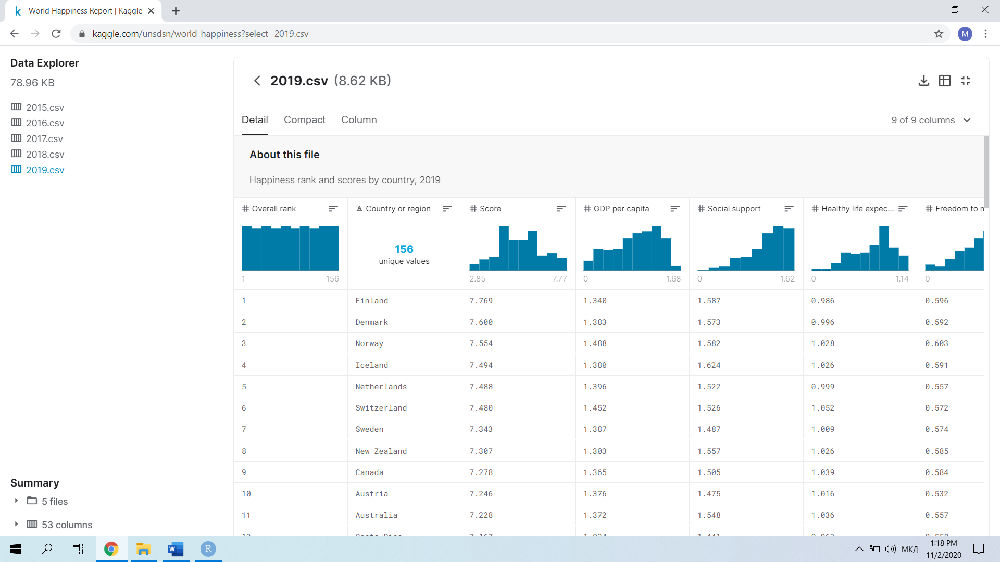 World Happiness Report | Kaggle
kaggle.com/unsdsn/world-happiness?select=2019.csv
M
Data Explorer
78.96 KB
2015.csv
2016.csv
2017.csv
2018.csv
2019.csv
Summary
5 files
53 columns
2019.csv (8.62 KB)
Detail Compact Column
9 of 9 columns
About this file
Happiness rank and scores by country, 2019
# Overall rank A Country or region # Score # GDP per capita # Social support # Healthy life expec... # Freedom to
156
unique values
1 156 2.85 7.77 0 1.68 0 1.62 0 1.14 0
1 Finland 7.769 1.340 1.587 0.986 0.596
2 Denmark 7.600 1.383 1.573 0.996 0.592
3 Norway 7.554 1.488 1.582 1.028 0.603
4 Iceland 7.494 1.380 1.624 1.026 0.591
5 Netherlands 7.488 1.396 1.522 0.999 0.557
6 Switzerland 7.480 1.452 1.526 1.052 0.572
7 Sweden 7.343 1.387 1.487 1.009 0.574
8 New Zealand 7.307 1.303 1.557 1.026 0.585
9 Canada 7.278 1.365 1.505 1.039 0.584
10 Austria 7.246 1.376 1.475 1.016 0.532
11 Australia 7.228 1.372 1.548 1.036 0.557
W
R
МКД
1:18 PM
11/2/2020